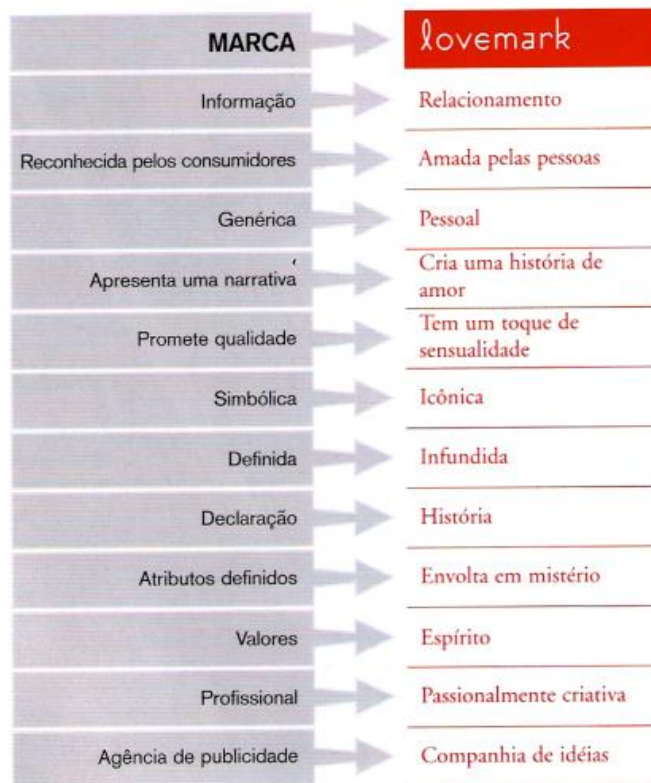 MARCA lovemark
Informação Relacionamento
Reconhecida pelos consumidores Amada pelas pessoas
Genérica Pessoal
Apresenta uma narrativa Cria uma história de
amor
Promete qualidade Tem um toque de
sensualidade
Simbólica Icônica
Definida Infundida
Declaração História
Atributos definidos Envolta em mistério
Valores Espírito
Profissional Passionalmente criativa
Agência de publicidade Companhia de idéias